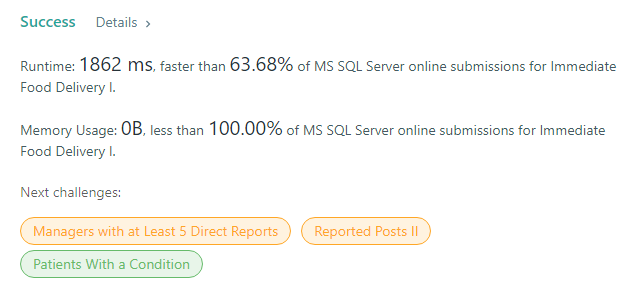 Success Details >
Runtime: 1862 ms, faster than 63.68% of MS SQL Server online submissions for Immediate
Food Delivery I.
Memory Usage: 0B, less than 100.00% of MS SQL Server online submissions for Immediate
Food Delivery I.
Next challenges:
Managers with at Least 5 Direct Reports Reported Posts II
Patients With a Condition